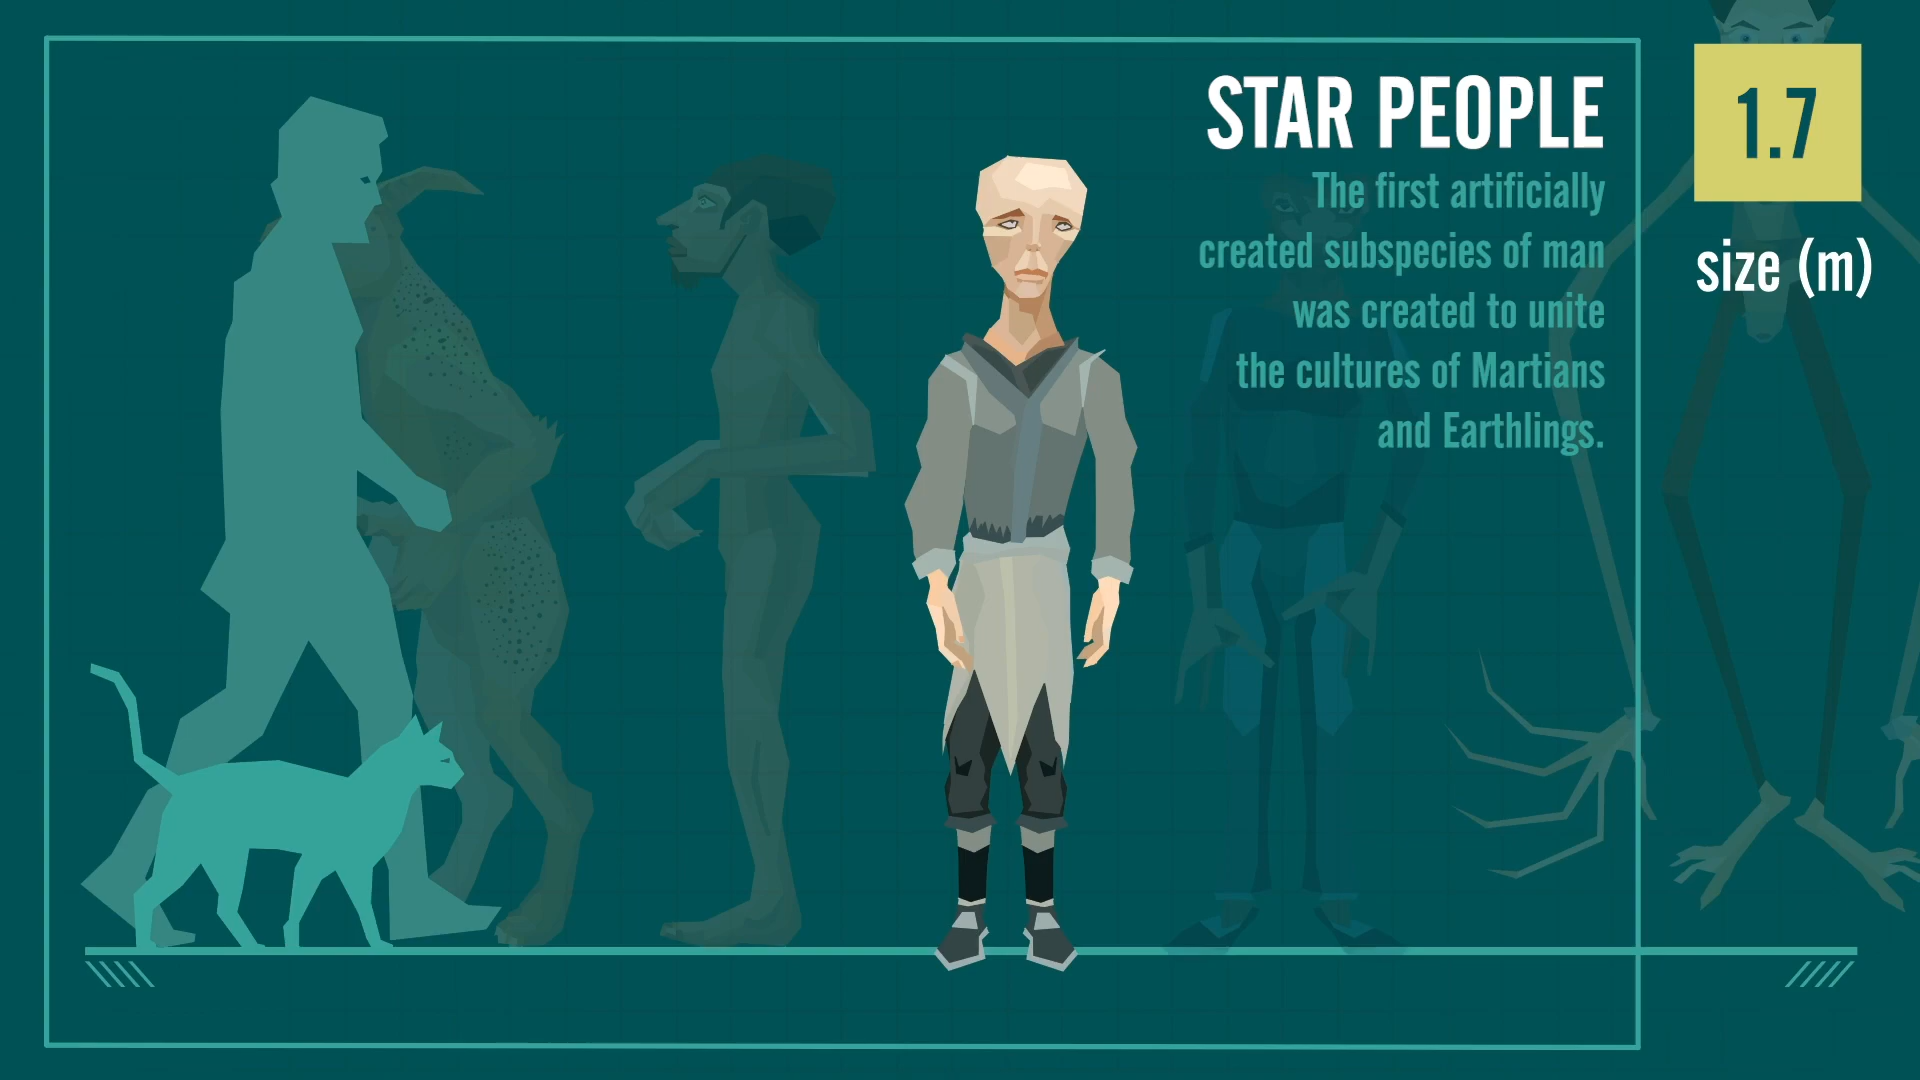 STAR PEOPLE
The first artificially
created subspecies of man
was created to unite
the cultures of Martians
and Earthlings.
1.7
size (m)